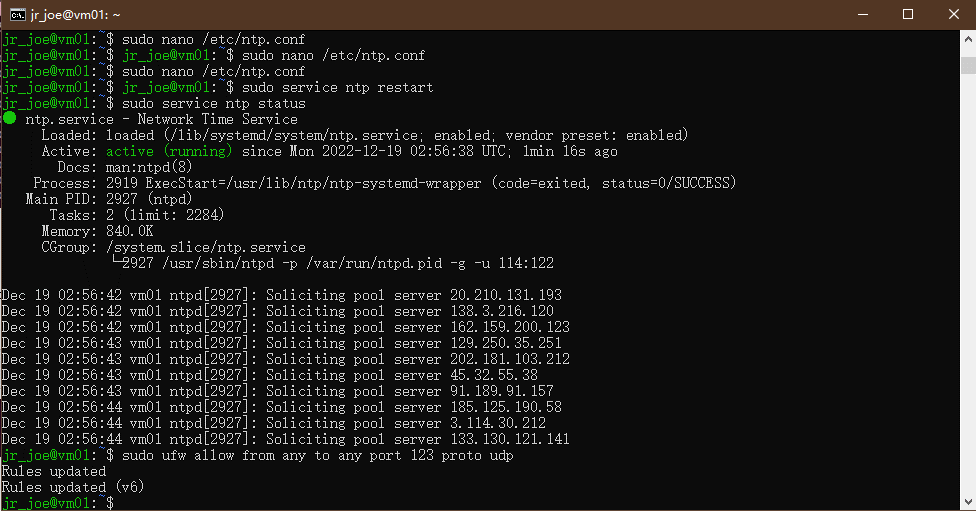 jr_joe@vm01: ~
jr_joe@vm01:~$ sudo nano /etc/ntp.conf
jr_joe@vm01:~$ jr_joe@vm01:~$ sudo nano /etc/ntp.conf
jr_joe@vm01:~$ sudo nano /etc/ntp.conf
jr_joe@vm01:~$ jr_joe@vm01:~$ sudo service ntp restart
jr_joe@vm01:~$ sudo service ntp status
● ntp.service - Network Time Service
Loaded: loaded (/lib/systemd/system/ntp.service; enabled; vendor preset: enabled)
Active: active (running) since Mon 2022-12-19 02:56:38 UTC; 1min 16s ago
Docs: man:ntpd(8)
Process: 2919 ExecStart=/usr/lib/ntp/ntp-systemd-wrapper (code=exited, status=0/SUCCESS)
Main PID: 2927 (ntpd)
Tasks: 2 (limit: 2284)
Memory: 840.0K
CGroup: /system.slice/ntp.service
└─2927 /usr/sbin/ntpd -p /var/run/ntpd.pid -g -u 114:122
Dec 19 02:56:42 vm01 ntpd[2927]: Soliciting pool server 20.210.131.193
Dec 19 02:56:42 vm01 ntpd[2927]: Soliciting pool server 138.3.216.120
Dec 19 02:56:42 vm01 ntpd[2927]: Soliciting pool server 162.159.200.123
Dec 19 02:56:43 vm01 ntpd[2927]: Soliciting pool server 129.250.35.251
Dec 19 02:56:43 vm01 ntpd[2927]: Soliciting pool server 202.181.103.212
Dec 19 02:56:43 vm01 ntpd[2927]: Soliciting pool server 45.32.55.38
Dec 19 02:56:43 vm01 ntpd[2927]: Soliciting pool server 91.189.91.157
Dec 19 02:56:44 vm01 ntpd[2927]: Soliciting pool server 185.125.190.58
Dec 19 02:56:44 vm01 ntpd[2927]: Soliciting pool server 3.114.30.212
Dec 19 02:56:44 vm01 ntpd[2927]: Soliciting pool server 133.130.121.141
jr_joe@vm01:~$ sudo ufw allow from any to any port 123 proto udp
Rules updated
Rules updated (v6)
jr_joe@vm01:~$